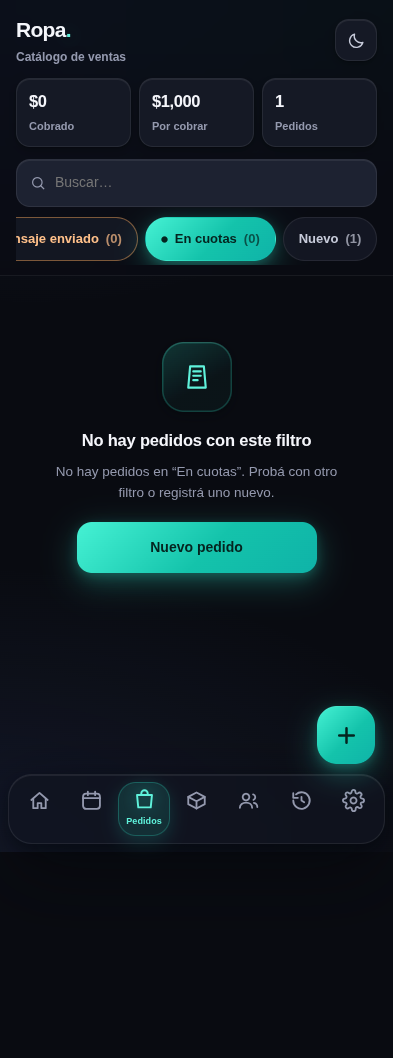 Ropa.
Catálogo de ventas
$0
Cobrado
$1,000
Por cobrar
1
Pedidos
Buscar…
nsaje enviado (0)
En cuotas (0)
Nuevo (1)
No hay pedidos con este filtro
No hay pedidos en “En cuotas”. Probá con otro
filtro o registrá uno nuevo.
Nuevo pedido
Pedidos